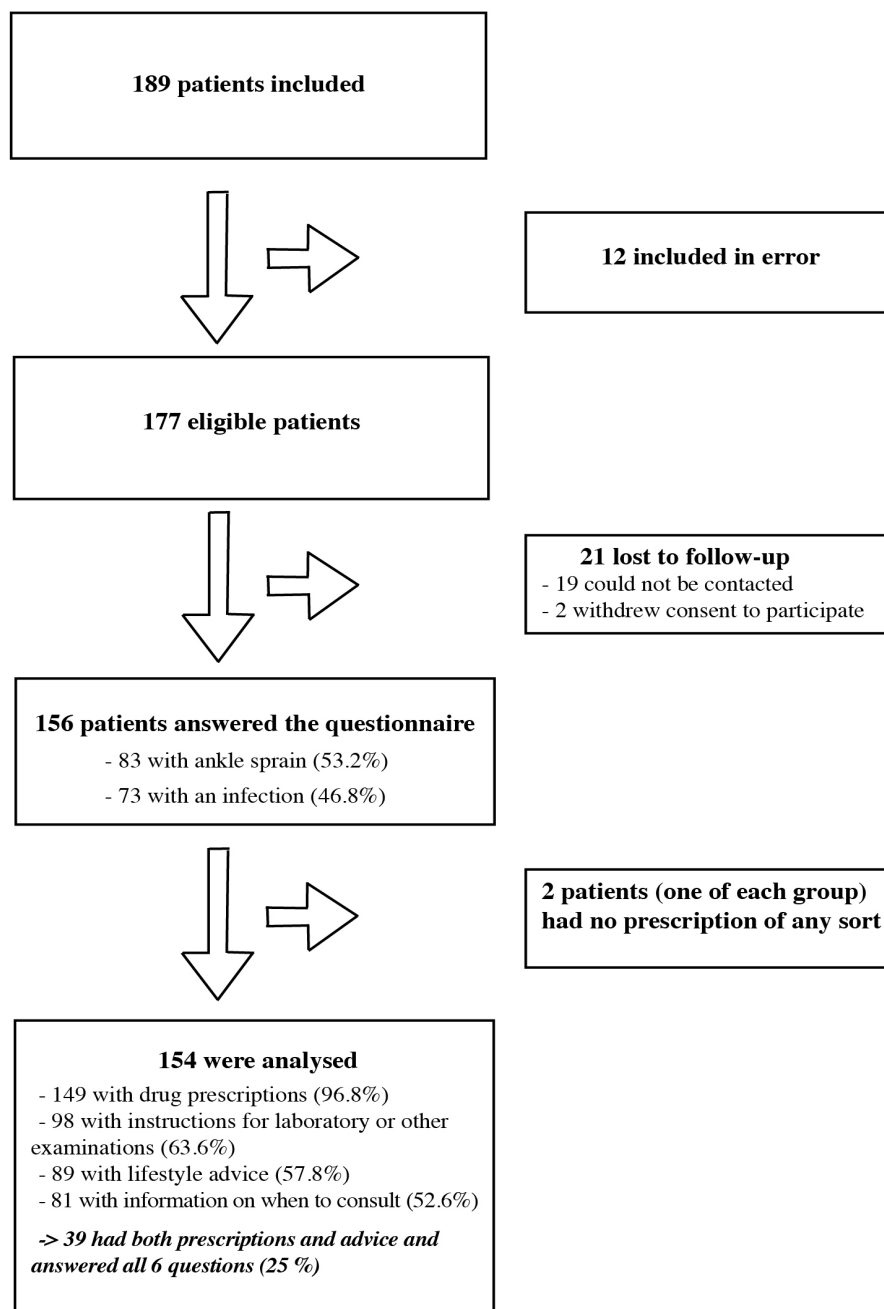 189 patients included
12 included in error
177 eligible patients
21 lost to follow-up
- 19 could not be contacted
- 2 withdrew consent to participate
156 patients answered the questionnaire
- 83 with ankle sprain (53.2%)
- 73 with an infection (46.8%)
2 patients (one of each group)
had no prescription of any sort
154 were analysed
- 149 with drug prescriptions (96.8%)
- 98 with instructions for laboratory or other
examinations (63.6%)
- 89 with lifestyle advice (57.8%)
- 81 with information on when to consult (52.6%)
-> 39 had both prescriptions and advice and
answered all 6 questions (25 %)